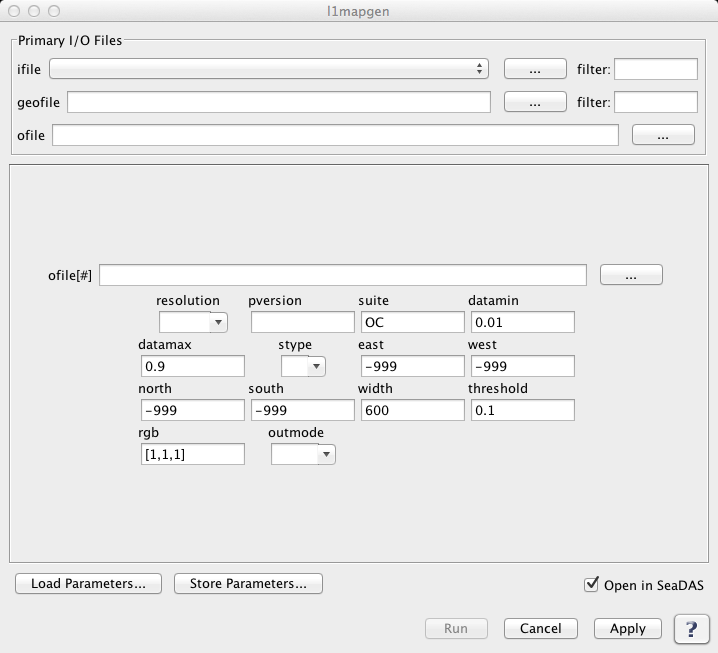 l1mapgen
Primary I/O Files
ifile ... filter:
geofile ... filter:
ofile ...
ofile[#] ...
resolution pversion suite datamin
OC 0.01
datamax stype east west
0.9 -999 -999
north south width threshold
-999 -999 600 0.1
rgb outmode
[1,1,1]
Load Parameters... Store Parameters... Open in SeaDAS
Run Cancel Apply ?